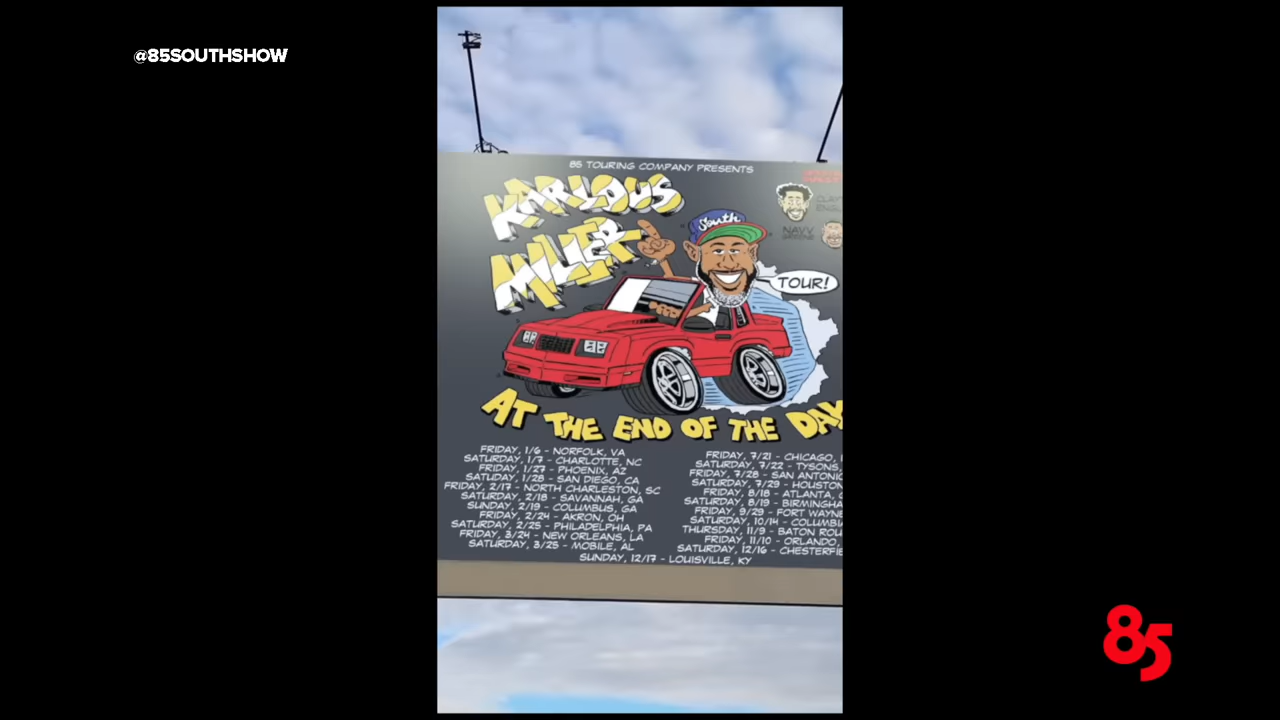 @85SOUTHSHOW
85 TOURING COMPANY PRESENTS
KARLOUS
MILLER
South
NAVV
TOUR!
AT THE END OF THE DAY
FRIDAY, 1/6 - NORFOLK, VA
SATURDAY, 1/7 - CHARLOTTE, NC
FRIDAY, 1/27 - PHOENIX, AZ
SATUDAY, 1/28 - SAN DIEGO, CA
FRIDAY, 2/17 - NORTH CHARLESTON, SC
SATURDAY, 2/18 - SAVANNAH, GA
SUNDAY, 2/19 - COLUMBUS, GA
FRIDAY, 2/24 - AKRON, OH
SATURDAY, 2/25 - PHILADELPHIA, PA
FRIDAY, 3/24 - NEW ORLEANS, LA
SATURDAY, 3/25 - MOBILE, AL
FRIDAY, 7/21 - CHICAGO,
SATURDAY, 7/22 - TYSONS,
FRIDAY, 7/28 - SAN ANTONIO
SATURDAY, 7/29 - HOUSTON
FRIDAY, 8/18 - ATLANTA,
SATURDAY, 8/19 - BIRMINGHA
FRIDAY, 9/29 - FORT WAYNE
SATURDAY, 10/14 - COLUMBI
THURSDAY, 11/9 - BATON ROU
FRIDAY, 11/10 - ORLANDO,
SATURDAY, 12/16 - CHESTERFIE
SUNDAY, 12/17 - LOUISVILLE, KY
85